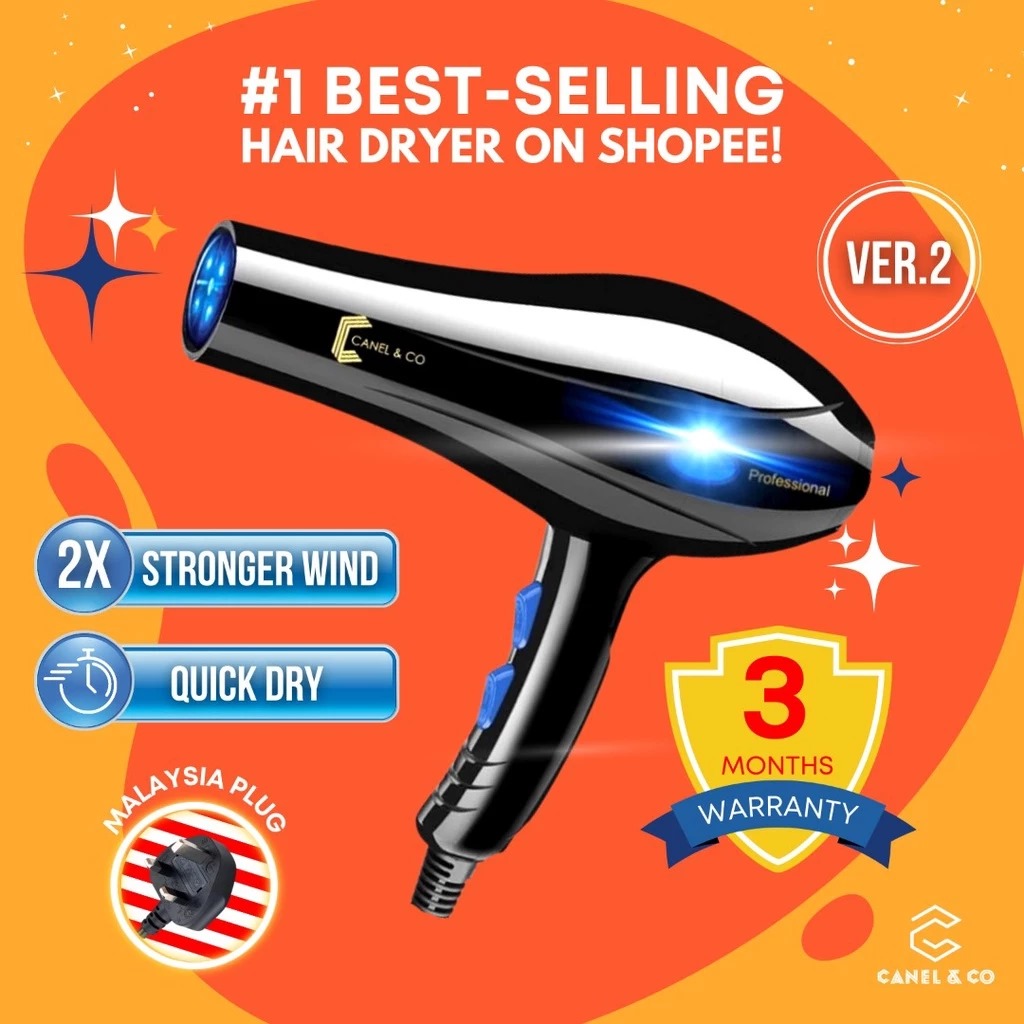 #1 BEST-SELLING
HAIR DRYER ON SHOPEE!
VER.2
CANEL & CO
Professional
2X STRONGER WIND
QUICK DRY
3
MONTHS
WARRANTY
MALAYSIA PLUG
CANEL & CO